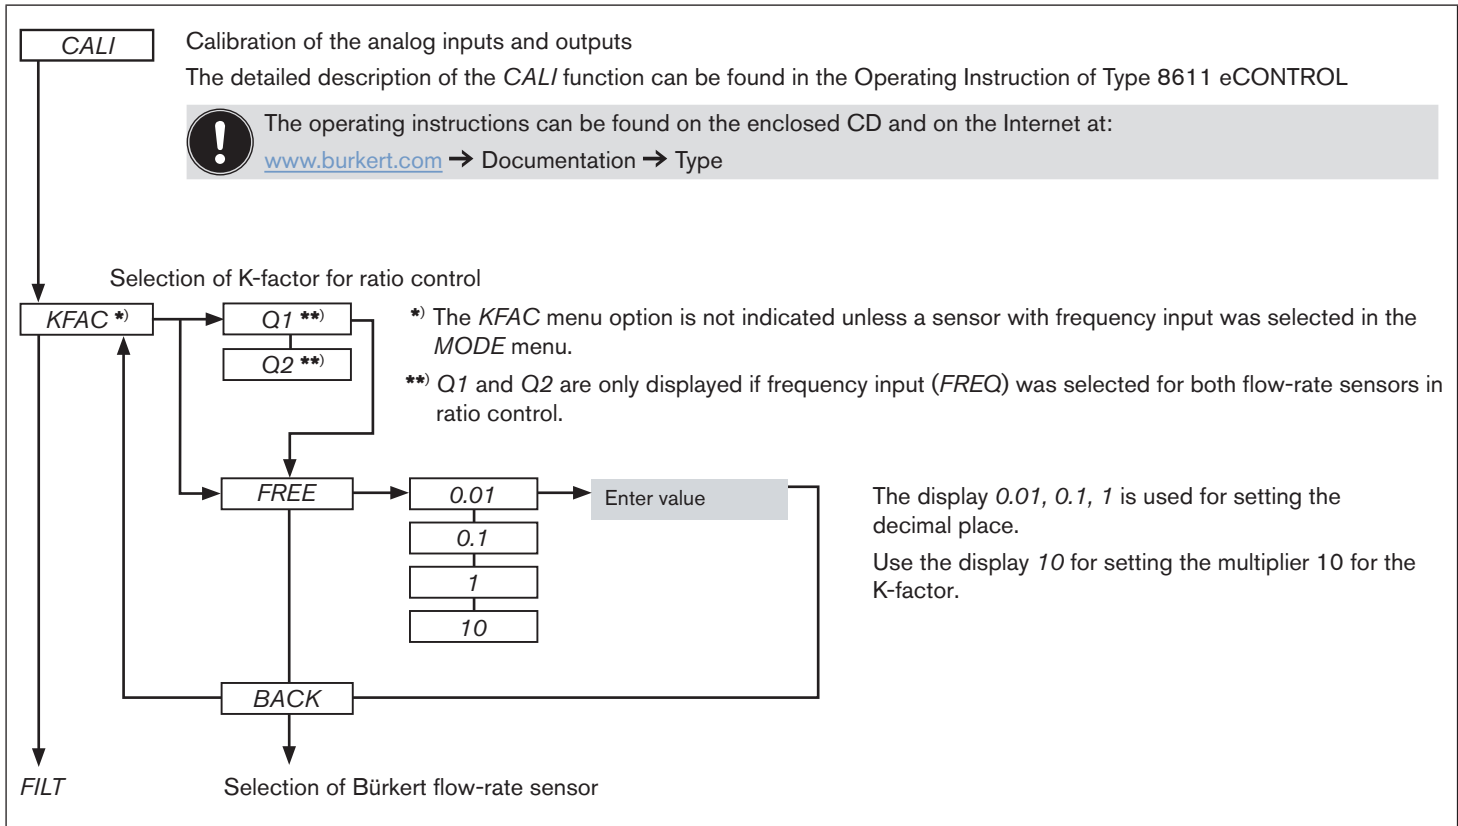 CALI
Calibration of the analog inputs and outputs
The detailed description of the CALI function can be found in the Operating Instruction of Type 8611 eCONTROL
!
The operating instructions can be found on the enclosed CD and on the Internet at:
www.burkert.com → Documentation → Type
Selection of K-factor for ratio control
KFAC *)
Q1 **)
Q2 **)
*) The KFAC menu option is not indicated unless a sensor with frequency input was selected in the
MODE menu.
**) Q1 and Q2 are only displayed if frequency input (FREQ) was selected for both flow-rate sensors in
ratio control.
FREE
0.01
Enter value
0.1
1
10
The display 0.01, 0.1, 1 is used for setting the
decimal place.
Use the display 10 for setting the multiplier 10 for the
K-factor.
BACK
FILT
Selection of Bürkert flow-rate sensor